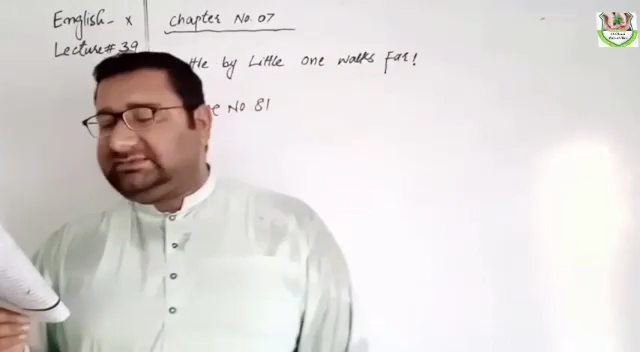 English - X
Chapter No. 07
Lecture # 39
by Little one walks far!
No 81